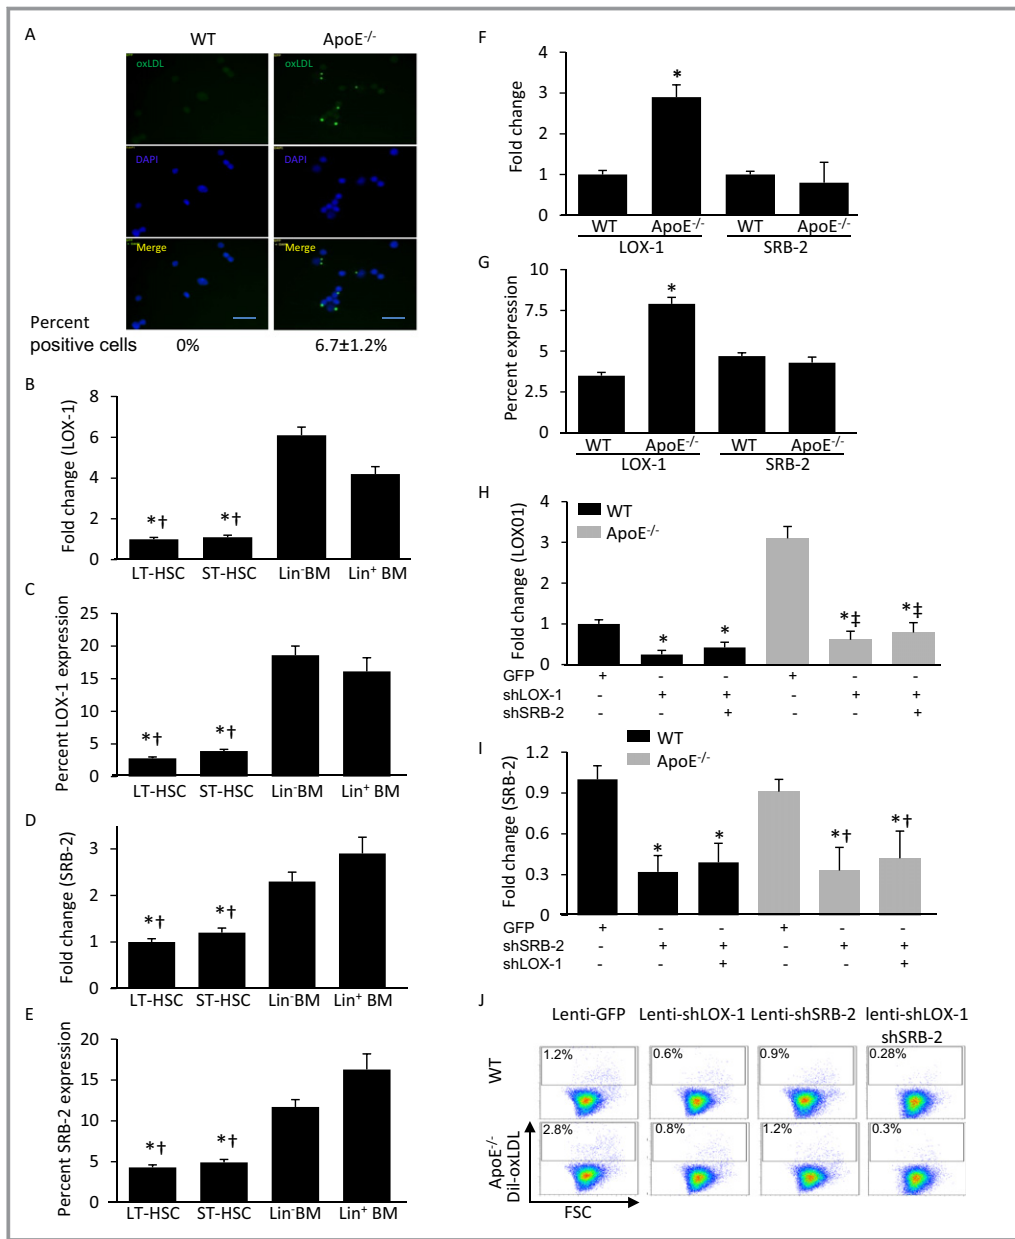 A
WT
ApoE-/-
oxLDL
oxLDL
DAPI
DAPI
Merge
Merge
Percent
positive cells 0% 6.7±1.2%
B
Fold change (LOX-1)
8
6
4
2
0
*† *†
LT-HSC ST-HSC Lin-BM Lin+ BM
C
Percent LOX-1 expression
25
20
15
10
5
0
*† *†
LT-HSC ST-HSC Lin-BM Lin+ BM
D
Fold change (SRB-2)
3
2
1
0
*† *†
LT-HSC ST-HSC Lin-BM Lin+ BM
E
Percent SRB-2 expression
20
15
10
5
0
*† *†
LT-HSC ST-HSC Lin-BM Lin+ BM
F
Fold change
4
3
2
1
0
*
WT ApoE-/- WT ApoE-/-
LOX-1 SRB-2
G
Percent expression
10
7.5
5
2.5
0
*
WT ApoE-/- WT ApoE-/-
LOX-1 SRB-2
H
Fold change (LOX01)
4
3
2
1
0
WT
ApoE-/-
* * *‡ *‡
GFP + - - + - -
shLOX-1 - + + - + +
shSRB-2 - - + - - +
I
Fold change (SRB-2)
1.2
0.9
0.6
0.3
0
WT
ApoE-/-
* * *† *†
GFP + - - + - -
shSRB-2 - + + - + +
shLOX-1 - - + - - +
J
Lenti-GFP Lenti-shLOX-1 Lenti-shSRB-2 lenti-shLOX-1
shSRB-2
WT
1.2% 0.6% 0.9% 0.28%
ApoE-/-
2.8% 0.8% 1.2% 0.3%
Dil-oxLDL
FSC